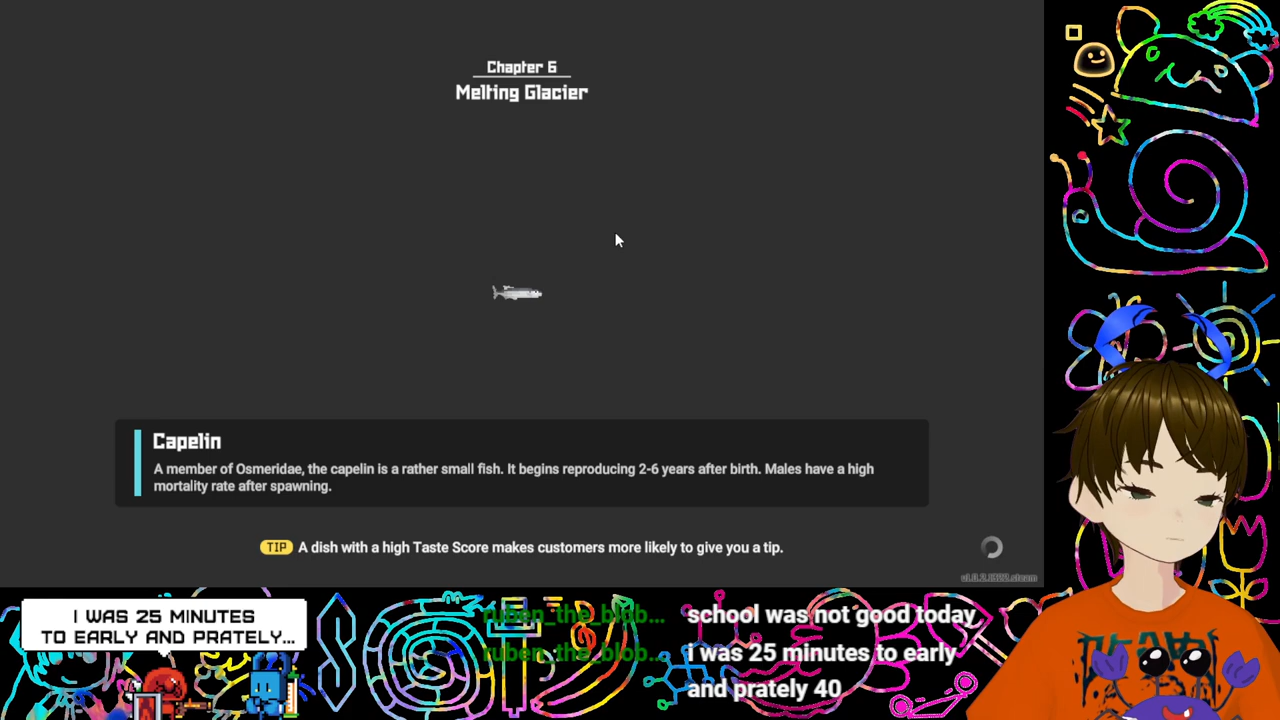 Chapter 6
Melting Glacier
Capelin
A member of Osmeridae, the capelin is a rather small fish. It begins reproducing 2-6 years after birth. Males have a high
mortality rate after spawning.
TIP A dish with a high Taste Score makes customers more likely to give you a tip.
I WAS 25 MINUTES
TO EARLY AND PRATELY...
ruben_the_blob... school was not good today
ruben_the_blob... i was 25 minutes to early
and prately 40